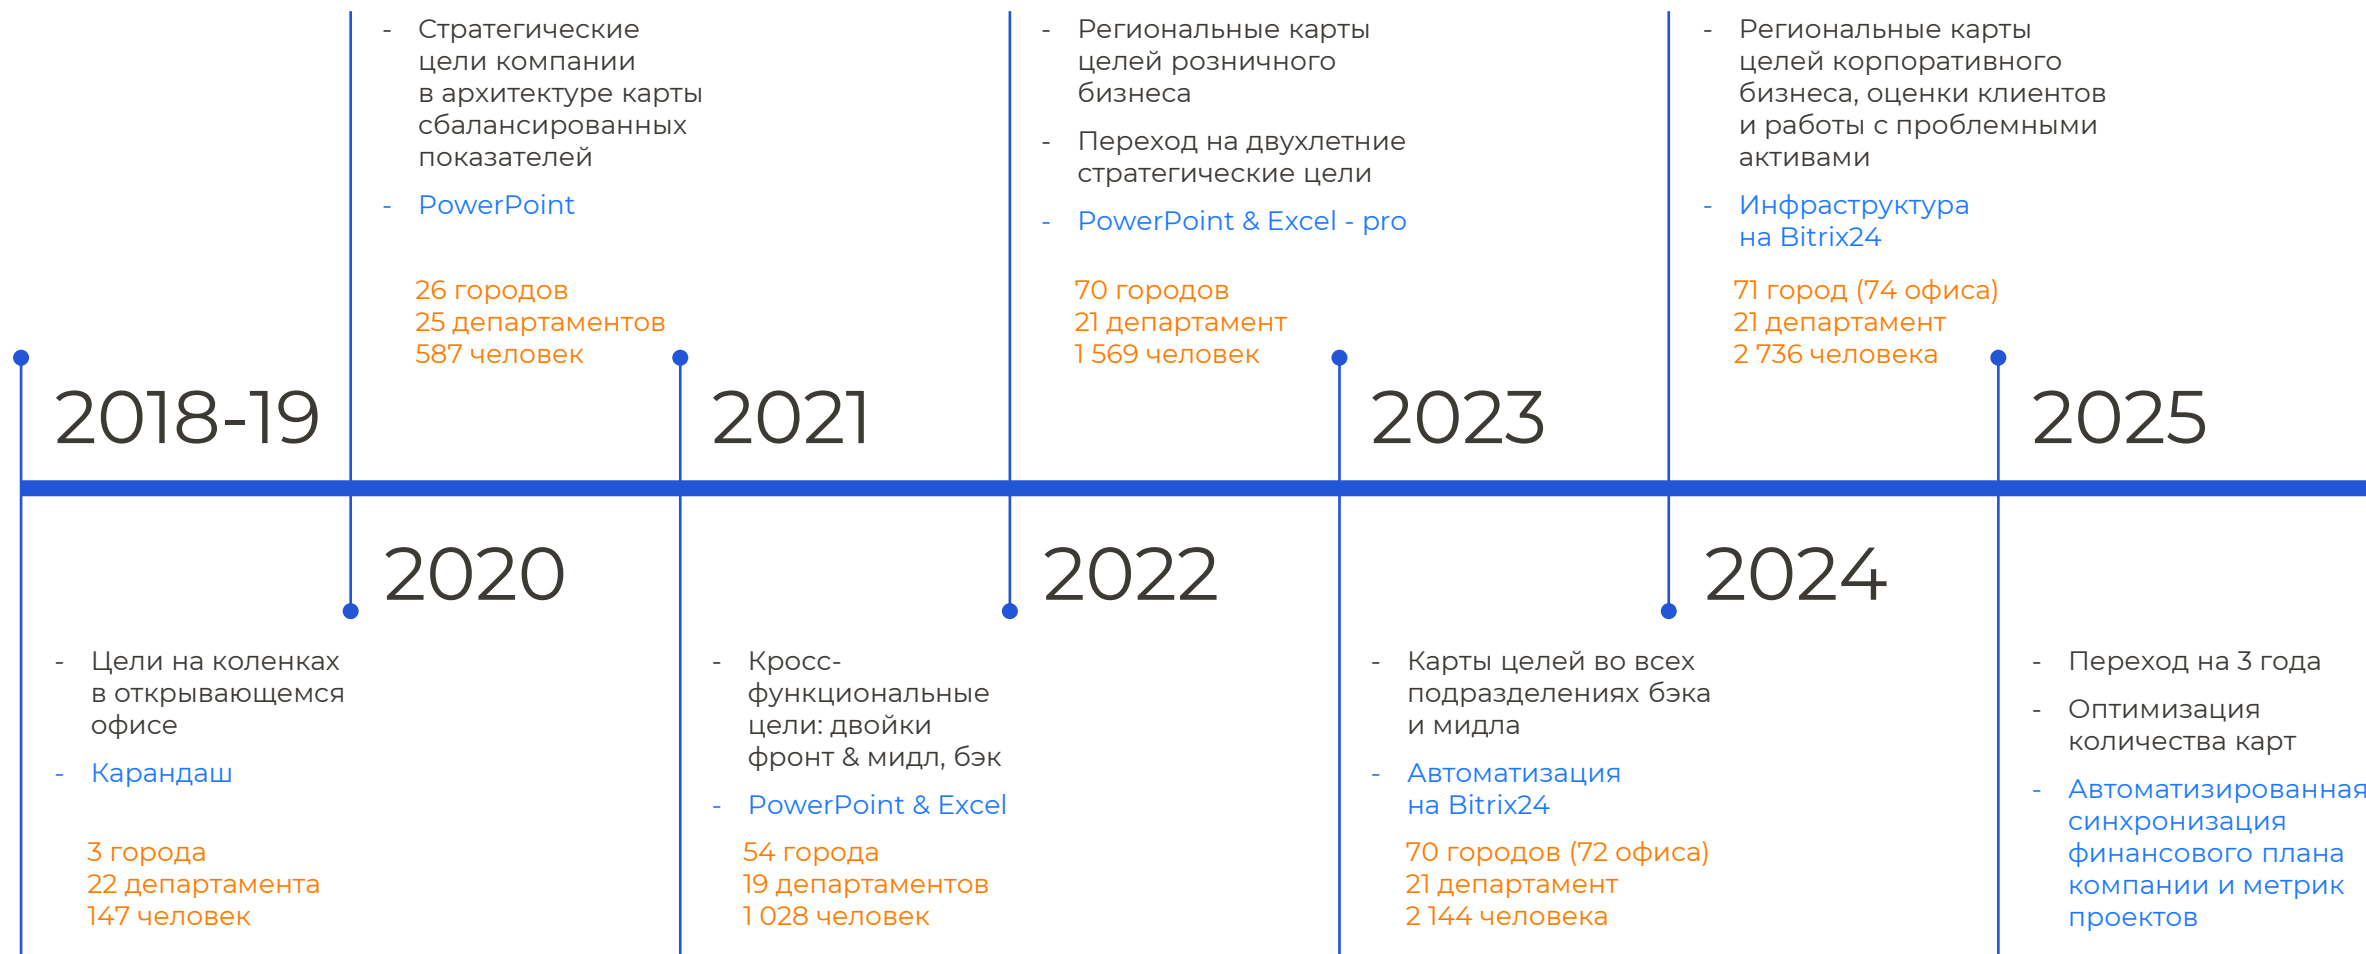 2018-19
- Цели на коленках
в открывающемся
офисе
- Карандаш
3 города
22 департамента
147 человек
2020
- Стратегические
цели компании
в архитектуре карты
сбалансированных
показателей
- PowerPoint
26 городов
25 департаментов
587 человек
2021
- Кросс-
функциональные
цели: двойки
фронт & мидл, бэк
- PowerPoint & Excel
54 города
19 департаментов
1 028 человек
2022
- Региональные карты
целей розничного
бизнеса
- Переход на двухлетние
стратегические цели
- PowerPoint & Excel - pro
70 городов
21 департамент
1 569 человек
2023
- Карты целей во всех
подразделениях бэка
и мидла
- Автоматизация
на Bitrix24
70 городов (72 офиса)
21 департамент
2 144 человека
2024
- Региональные карты
целей корпоративного
бизнеса, оценки клиентов
и работы с проблемными
активами
- Инфраструктура
на Bitrix24
71 город (74 офиса)
21 департамент
2 736 человека
2025
- Переход на 3 года
- Оптимизация
количества карт
- Автоматизированная
синхронизация
финансового плана
компании и метрик
проектов